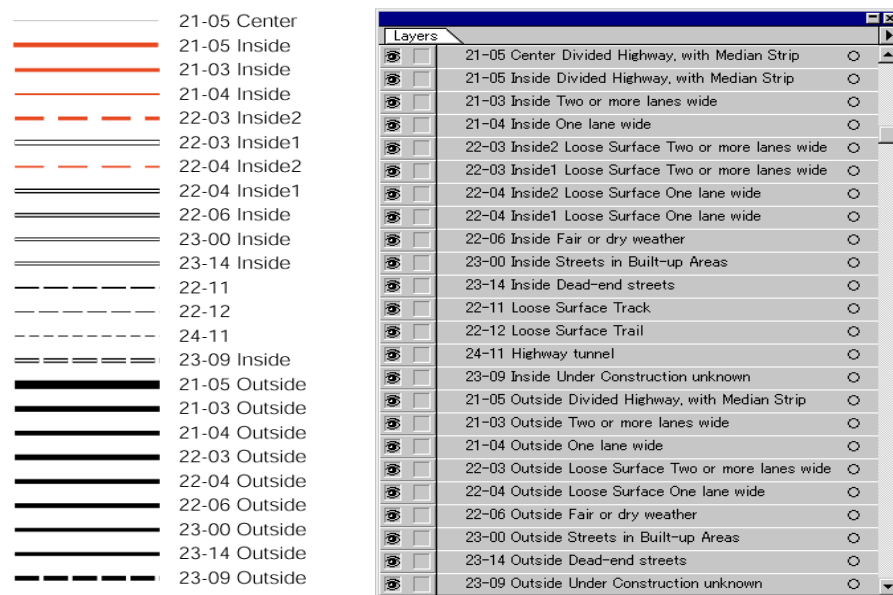 21-05 Center
21-05 Inside
21-03 Inside
21-04 Inside
22-03 Inside2
22-03 Inside1
22-04 Inside2
22-04 Inside1
22-06 Inside
23-00 Inside
23-14 Inside
22-11
22-12
24-11
23-09 Inside
21-05 Outside
21-03 Outside
21-04 Outside
22-03 Outside
22-04 Outside
22-06 Outside
23-00 Outside
23-14 Outside
23-09 Outside
Layers
21-05 Center Divided Highway, with Median Strip
21-05 Inside Divided Highway, with Median Strip
21-03 Inside Two or more lanes wide
21-04 Inside One lane wide
22-03 Inside2 Loose Surface Two or more lanes wide
22-03 Inside1 Loose Surface Two or more lanes wide
22-04 Inside2 Loose Surface One lane wide
22-04 Inside1 Loose Surface One lane wide
22-06 Inside Fair or dry weather
23-00 Inside Streets in Built-up Areas
23-14 Inside Dead-end streets
22-11 Loose Surface Track
22-12 Loose Surface Trail
24-11 Highway tunnel
23-09 Inside Under Construction unknown
21-05 Outside Divided Highway, with Median Strip
21-03 Outside Two or more lanes wide
21-04 Outside One lane wide
22-03 Outside Loose Surface Two or more lanes wide
22-04 Outside Loose Surface One lane wide
22-06 Outside Fair or dry weather
23-00 Outside Streets in Built-up Areas
23-14 Outside Dead-end streets
23-09 Outside Under Construction unknown